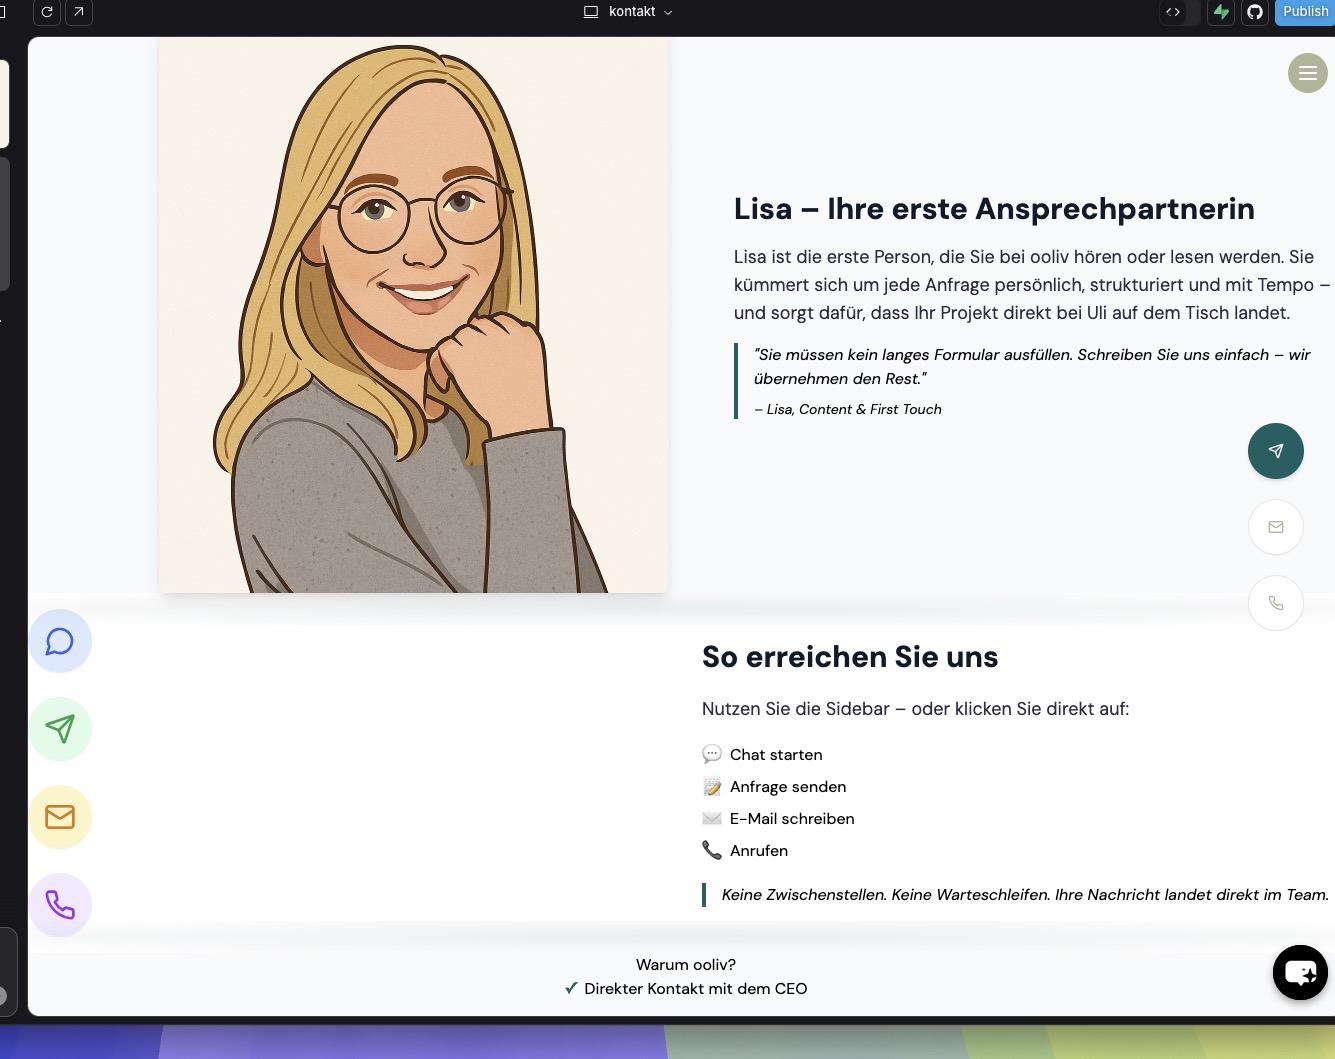 kontakt
Publish
Lisa – Ihre erste Ansprechpartnerin
Lisa ist die erste Person, die Sie bei ooliv hören oder lesen werden. Sie
kümmert sich um jede Anfrage persönlich, strukturiert und mit Tempo –
und sorgt dafür, dass Ihr Projekt direkt bei Uli auf dem Tisch landet.
"Sie müssen kein langes Formular ausfüllen. Schreiben Sie uns einfach – wir
übernehmen den Rest."
– Lisa, Content & First Touch
So erreichen Sie uns
Nutzen Sie die Sidebar – oder klicken Sie direkt auf:
💬 Chat starten
📝 Anfrage senden
✉️ E-Mail schreiben
📞 Anrufen
Keine Zwischenstellen. Keine Warteschleifen. Ihre Nachricht landet direkt im Team.
Warum ooliv?
✓ Direkter Kontakt mit dem CEO